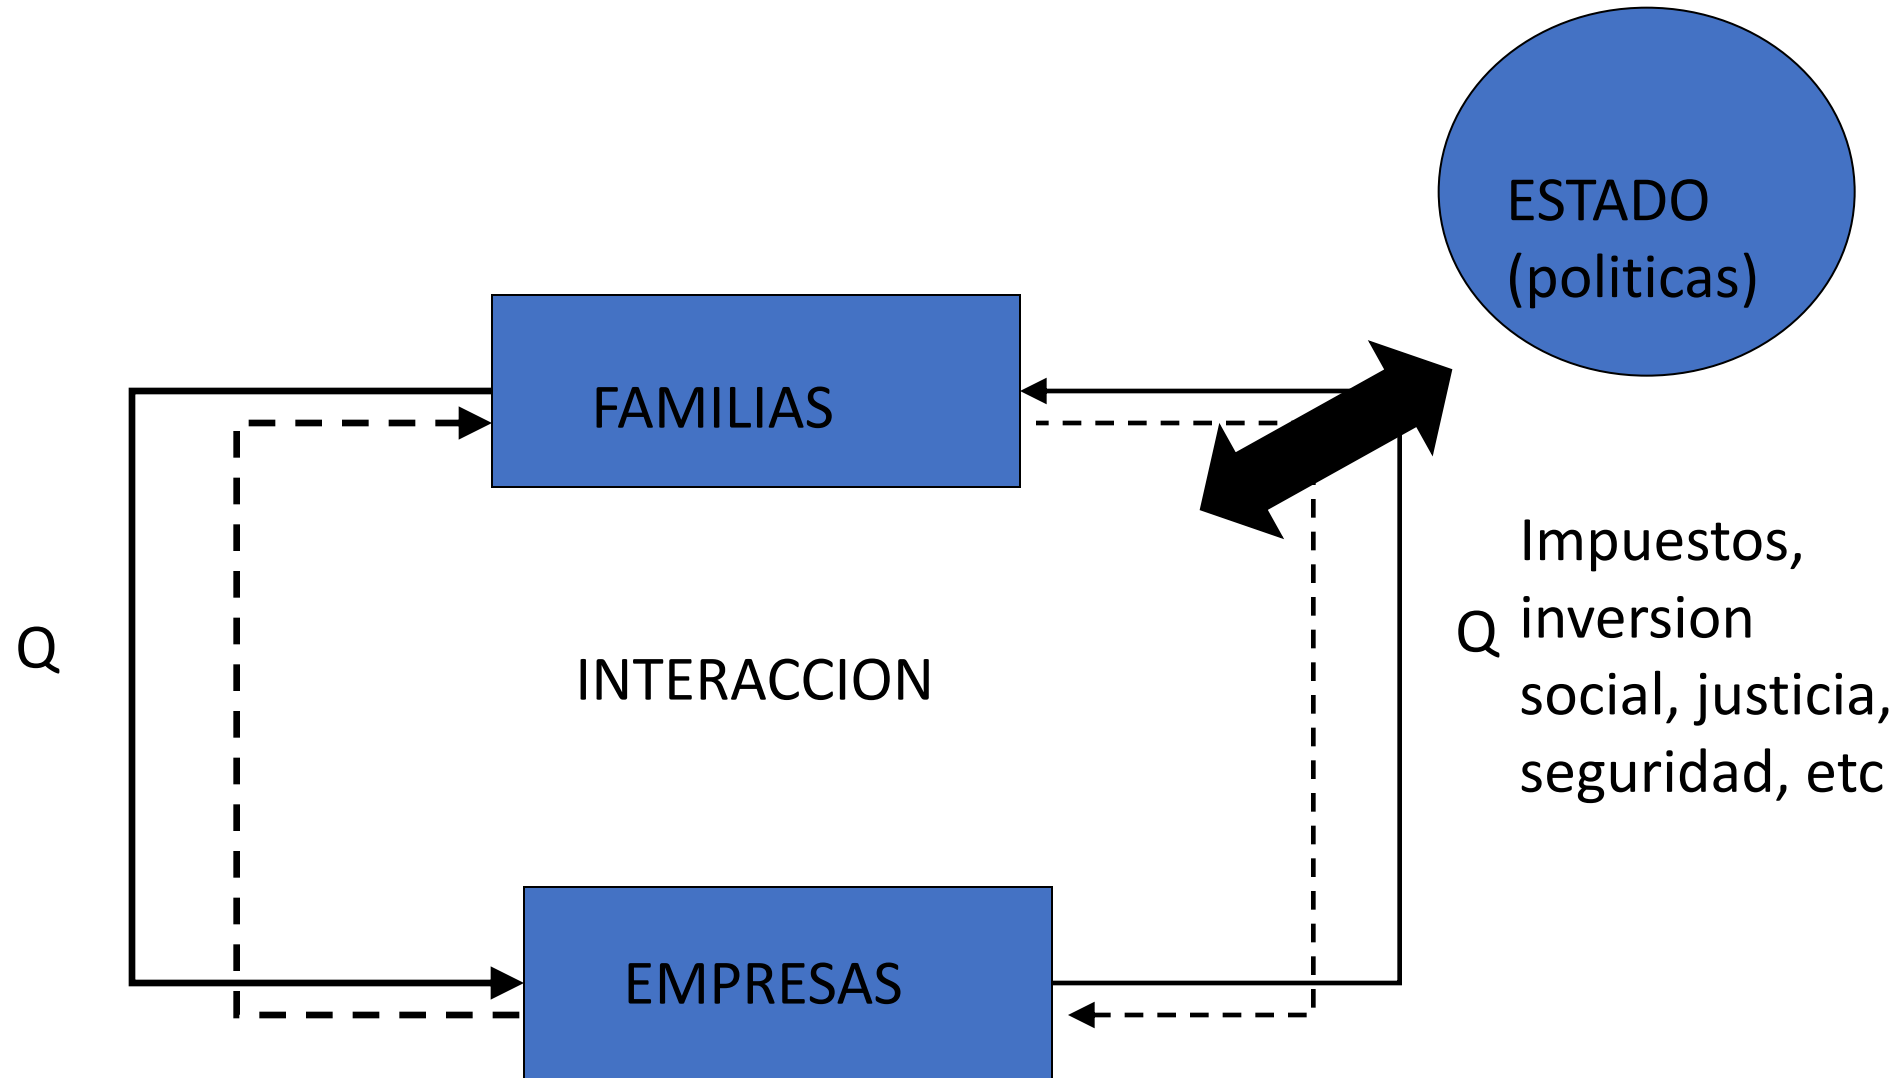 ESTADO
(politicas)
FAMILIAS
Impuestos,
inversion
social, justicia,
seguridad, etc
Q
Q
INTERACCION
EMPRESAS